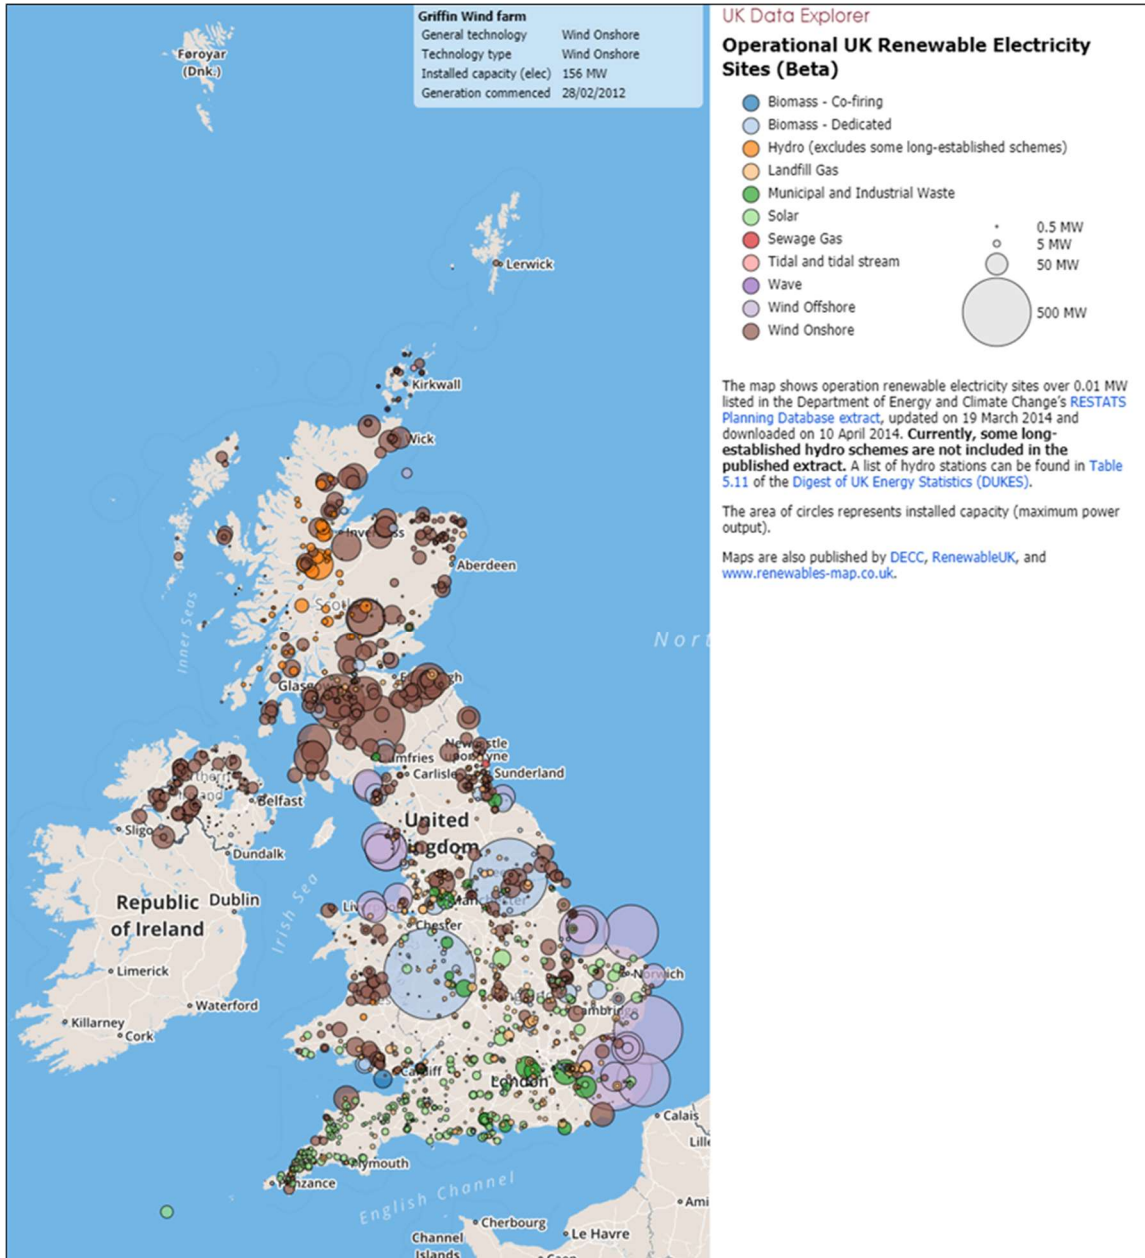 Griffin Wind farm
General technology Wind Onshore
Technology type Wind Onshore
Installed capacity (elec) 156 MW
Generation commenced 28/02/2012
UK Data Explorer
Operational UK Renewable Electricity
Sites (Beta)
Biomass - Co-firing
Biomass - Dedicated
Hydro (excludes some long-established schemes)
Landfill Gas
Municipal and Industrial Waste
Solar
Sewage Gas
Tidal and tidal stream
Wave
Wind Offshore
Wind Onshore
0.5 MW
5 MW
50 MW
500 MW
The map shows operation renewable electricity sites over 0.01 MW
listed in the Department of Energy and Climate Change's RESTATS
Planning Database extract, updated on 19 March 2014 and
downloaded on 10 April 2014. Currently, some long-
established hydro schemes are not included in the
published extract. A list of hydro stations can be found in Table
5.11 of the Digest of UK Energy Statistics (DUKES).
The area of circles represents installed capacity (maximum power
output).
Maps are also published by DECC, RenewableUK, and
www.renewables-map.co.uk.
Føroyar
(Dnk.)
Lerwick
Kirkwall
Wick
Aberdeen
Inner Seas
Nort
Carlisle
Sunderland
Belfast
Sligo
Dundalk
United
Republic
of Ireland
Dublin
Irish Sea
Chester
Limerick
Norwich
Waterford
Killarney
Cork
Cardiff
London
Calais
Lille
Plymouth
Penzance
English Channel
Ami
Cherbourg
Le Havre
Channel
Islands
Caen